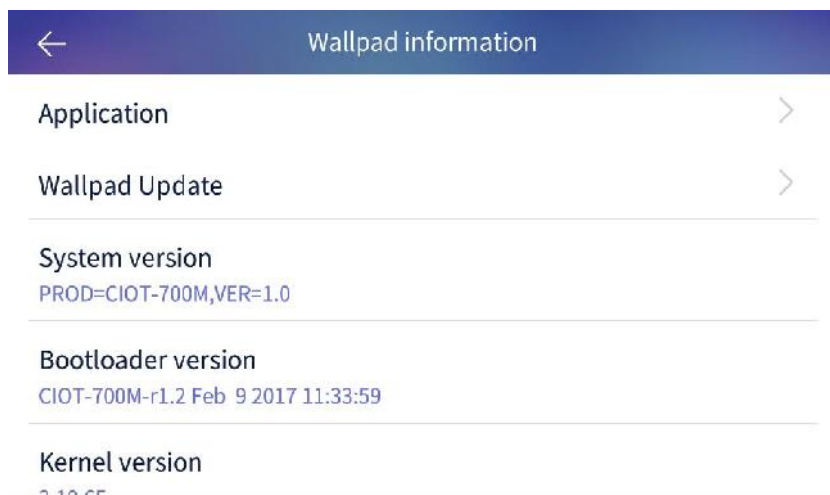 Wallpad information
Application
Wallpad Update
System version
PROD=CIOT-700M,VER=1.0
Bootloader version
CIOT-700M-r1.2 Feb  9 2017 11:33:59
Kernel version